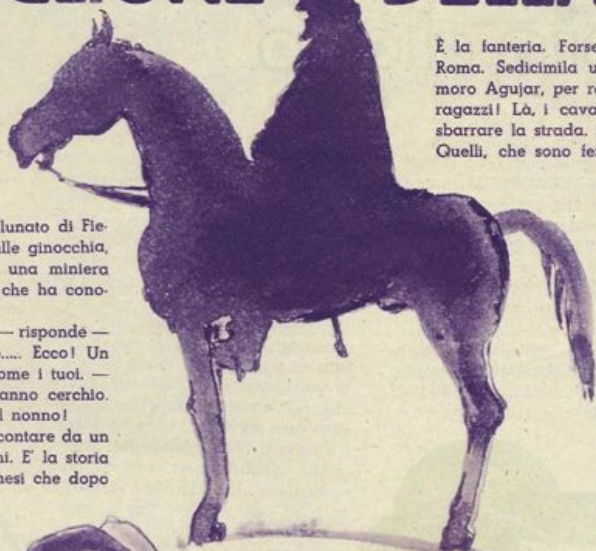 È la fanteria. Forse
Roma. Sedicimila u
moro Agujar, per r
ragazzi! Là, i cava
sbarrare la strada.
Quelli, che sono fe
lunato di Fie-
lle ginocchia,
una miniera
che ha cono-
— risponde —
..... Ecco! Un
ome i tuoi. —
anno cerchio.
l nonno!
contare da un
ni. E' la storia
nesi che dopo